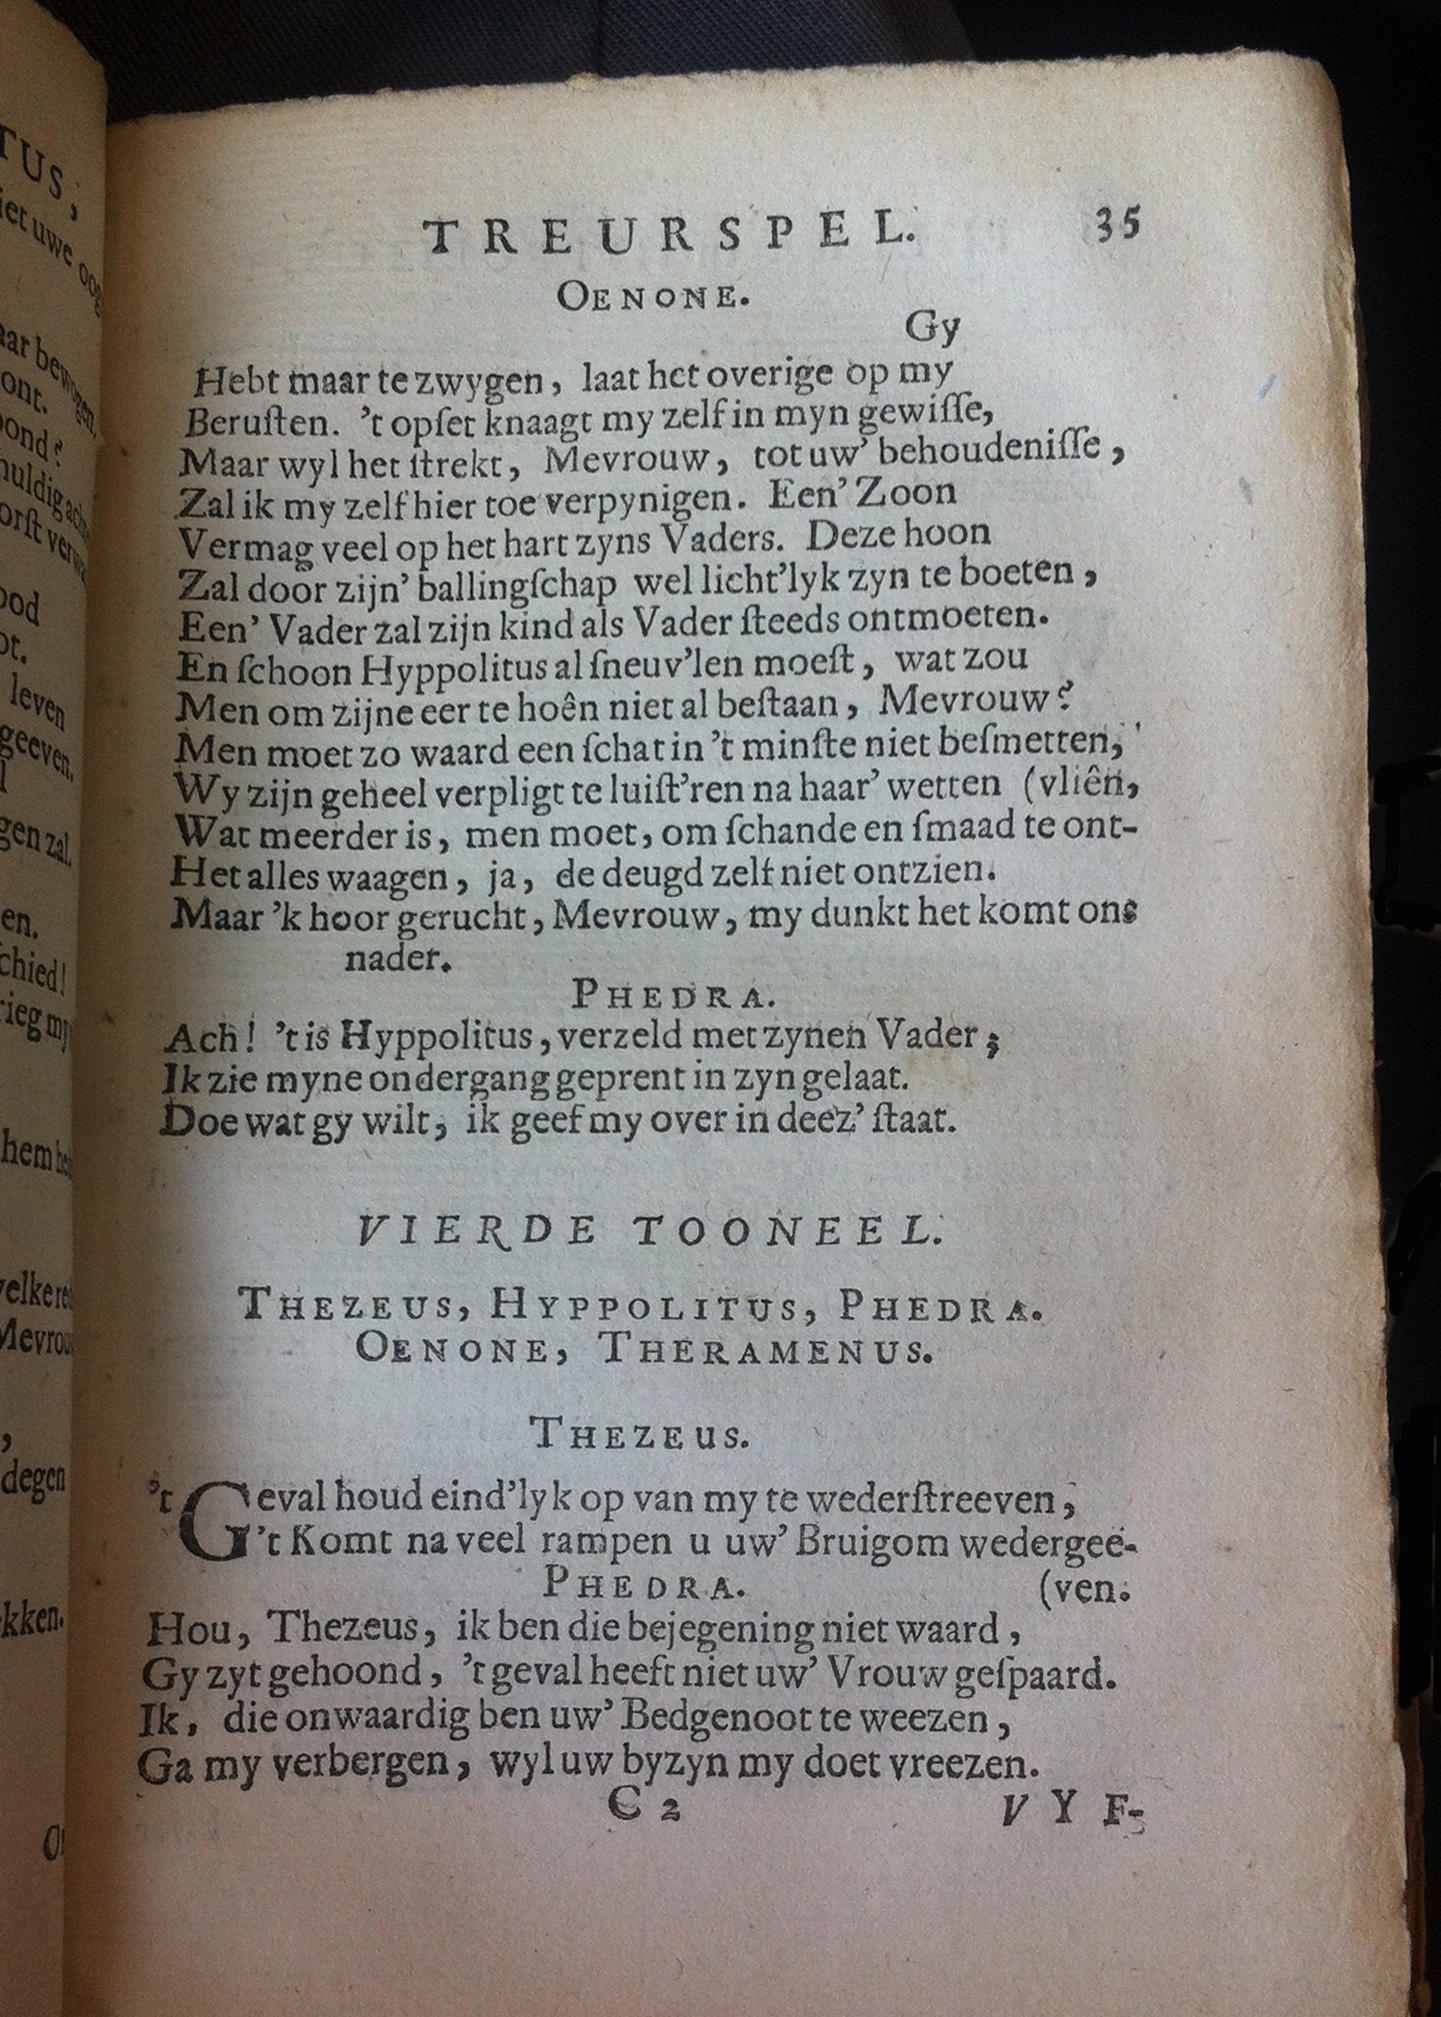 TREURSPEL. 35
OENONE.
Gy
Hebt maar te zwygen, laat het overige op my
Beruſten. 't opſet knaagt my zelf in myn gewiſſe,
Maar wyl het ſtrekt, Mevrouw, tot uw' behoudeniſſe,
Zal ik my zelf hier toe verpynigen. Een' Zoon
Vermag veel op het hart zyns Vaders. Deze hoon
Zal door zijn' ballingſchap wel licht'lyk zyn te boeten,
Een' Vader zal zijn kind als Vader ſteeds ontmoeten.
En ſchoon Hyppolitus al ſneuv'len moeſt, wat zou
Men om zijne eer te hoên niet al beſtaan, Mevrouw?
Men moet zo waard een ſchat in 't minſte niet beſmetten,
Wy zijn geheel verpligt te luiſt'ren na haar' wetten (vliên,
Wat meerder is, men moet, om ſchande en ſmaad te ont-
Het alles waagen, ja, de deugd zelf niet ontzien.
Maar 'k hoor gerucht, Mevrouw, my dunkt het komt ons
nader.
PHEDRA.
Ach! 't is Hyppolitus, verzeld met zynen Vader;
Ik zie myne ondergang geprent in zyn gelaat.
Doe wat gy wilt, ik geef my over in deez' ſtaat.
VIERDE TOONEEL.
THEZEUS, HYPPOLITUS, PHEDRA.
OENONE, THERAMENUS.
THEZEUS.
't Geval houd eind'lyk op van my te wederſtreeven,
't Komt na veel rampen u uw' Bruigom wedergee-
PHEDRA. (ven.
Hou, Thezeus, ik ben die bejegening niet waard,
Gy zyt gehoond, 't geval heeft niet uw' Vrouw geſpaard.
Ik, die onwaardig ben uw' Bedgenoot te weezen,
Ga my verbergen, wyl uw byzyn my doet vreezen.
C 2 VYF-